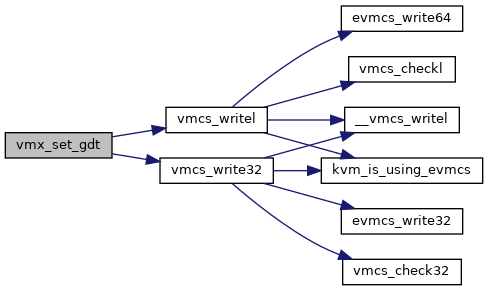 vmx_set_gdt
vmcs_writel
vmcs_write32
evmcs_write64
vmcs_checkl
__vmcs_writel
kvm_is_using_evmcs
evmcs_write32
vmcs_check32